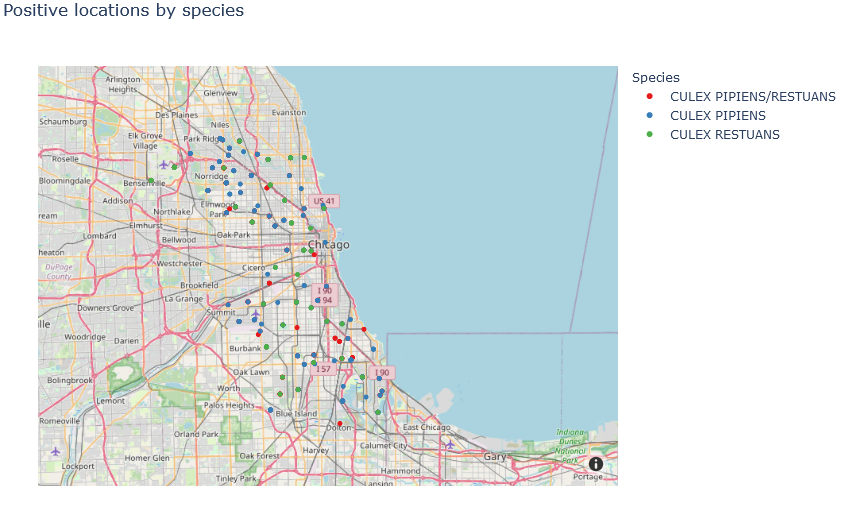 Positive locations by species
Species
CULEX PIPIENS/RESTUANS
CULEX PIPIENS
CULEX RESTUANS
Arlington
Heights
Glenview
Schaumburg
Des Plaines
Evanston
Niles
Elk Grove
Village
Park Ridge
Roselle
Bloomingdale
Bensenville
Norridge
Addison
Northlake
Elmwood
Park
US 41
ream
Elmhurst
Lombard
Bellwood
Oak Park
Chicago
heaton
DuPage
County
Westchester
Cicero
Brookfield
La Grange
I 90
I 94
Downers Grove
Summit
lle
Woodridge
Darien
Burbank
Oak Lawn
I 57
I 90
Bolingbrook
Lemont
Worth
Palos Heights
Blue Island
Romeoville
Orland Park
Dolton
East Chicago
Calumet City
Indiana
Dunes
National
Park
Lockport
Homer Glen
Oak Forest
Harvey
Gary
Hammond
Tinley Park
Lansing
Portage